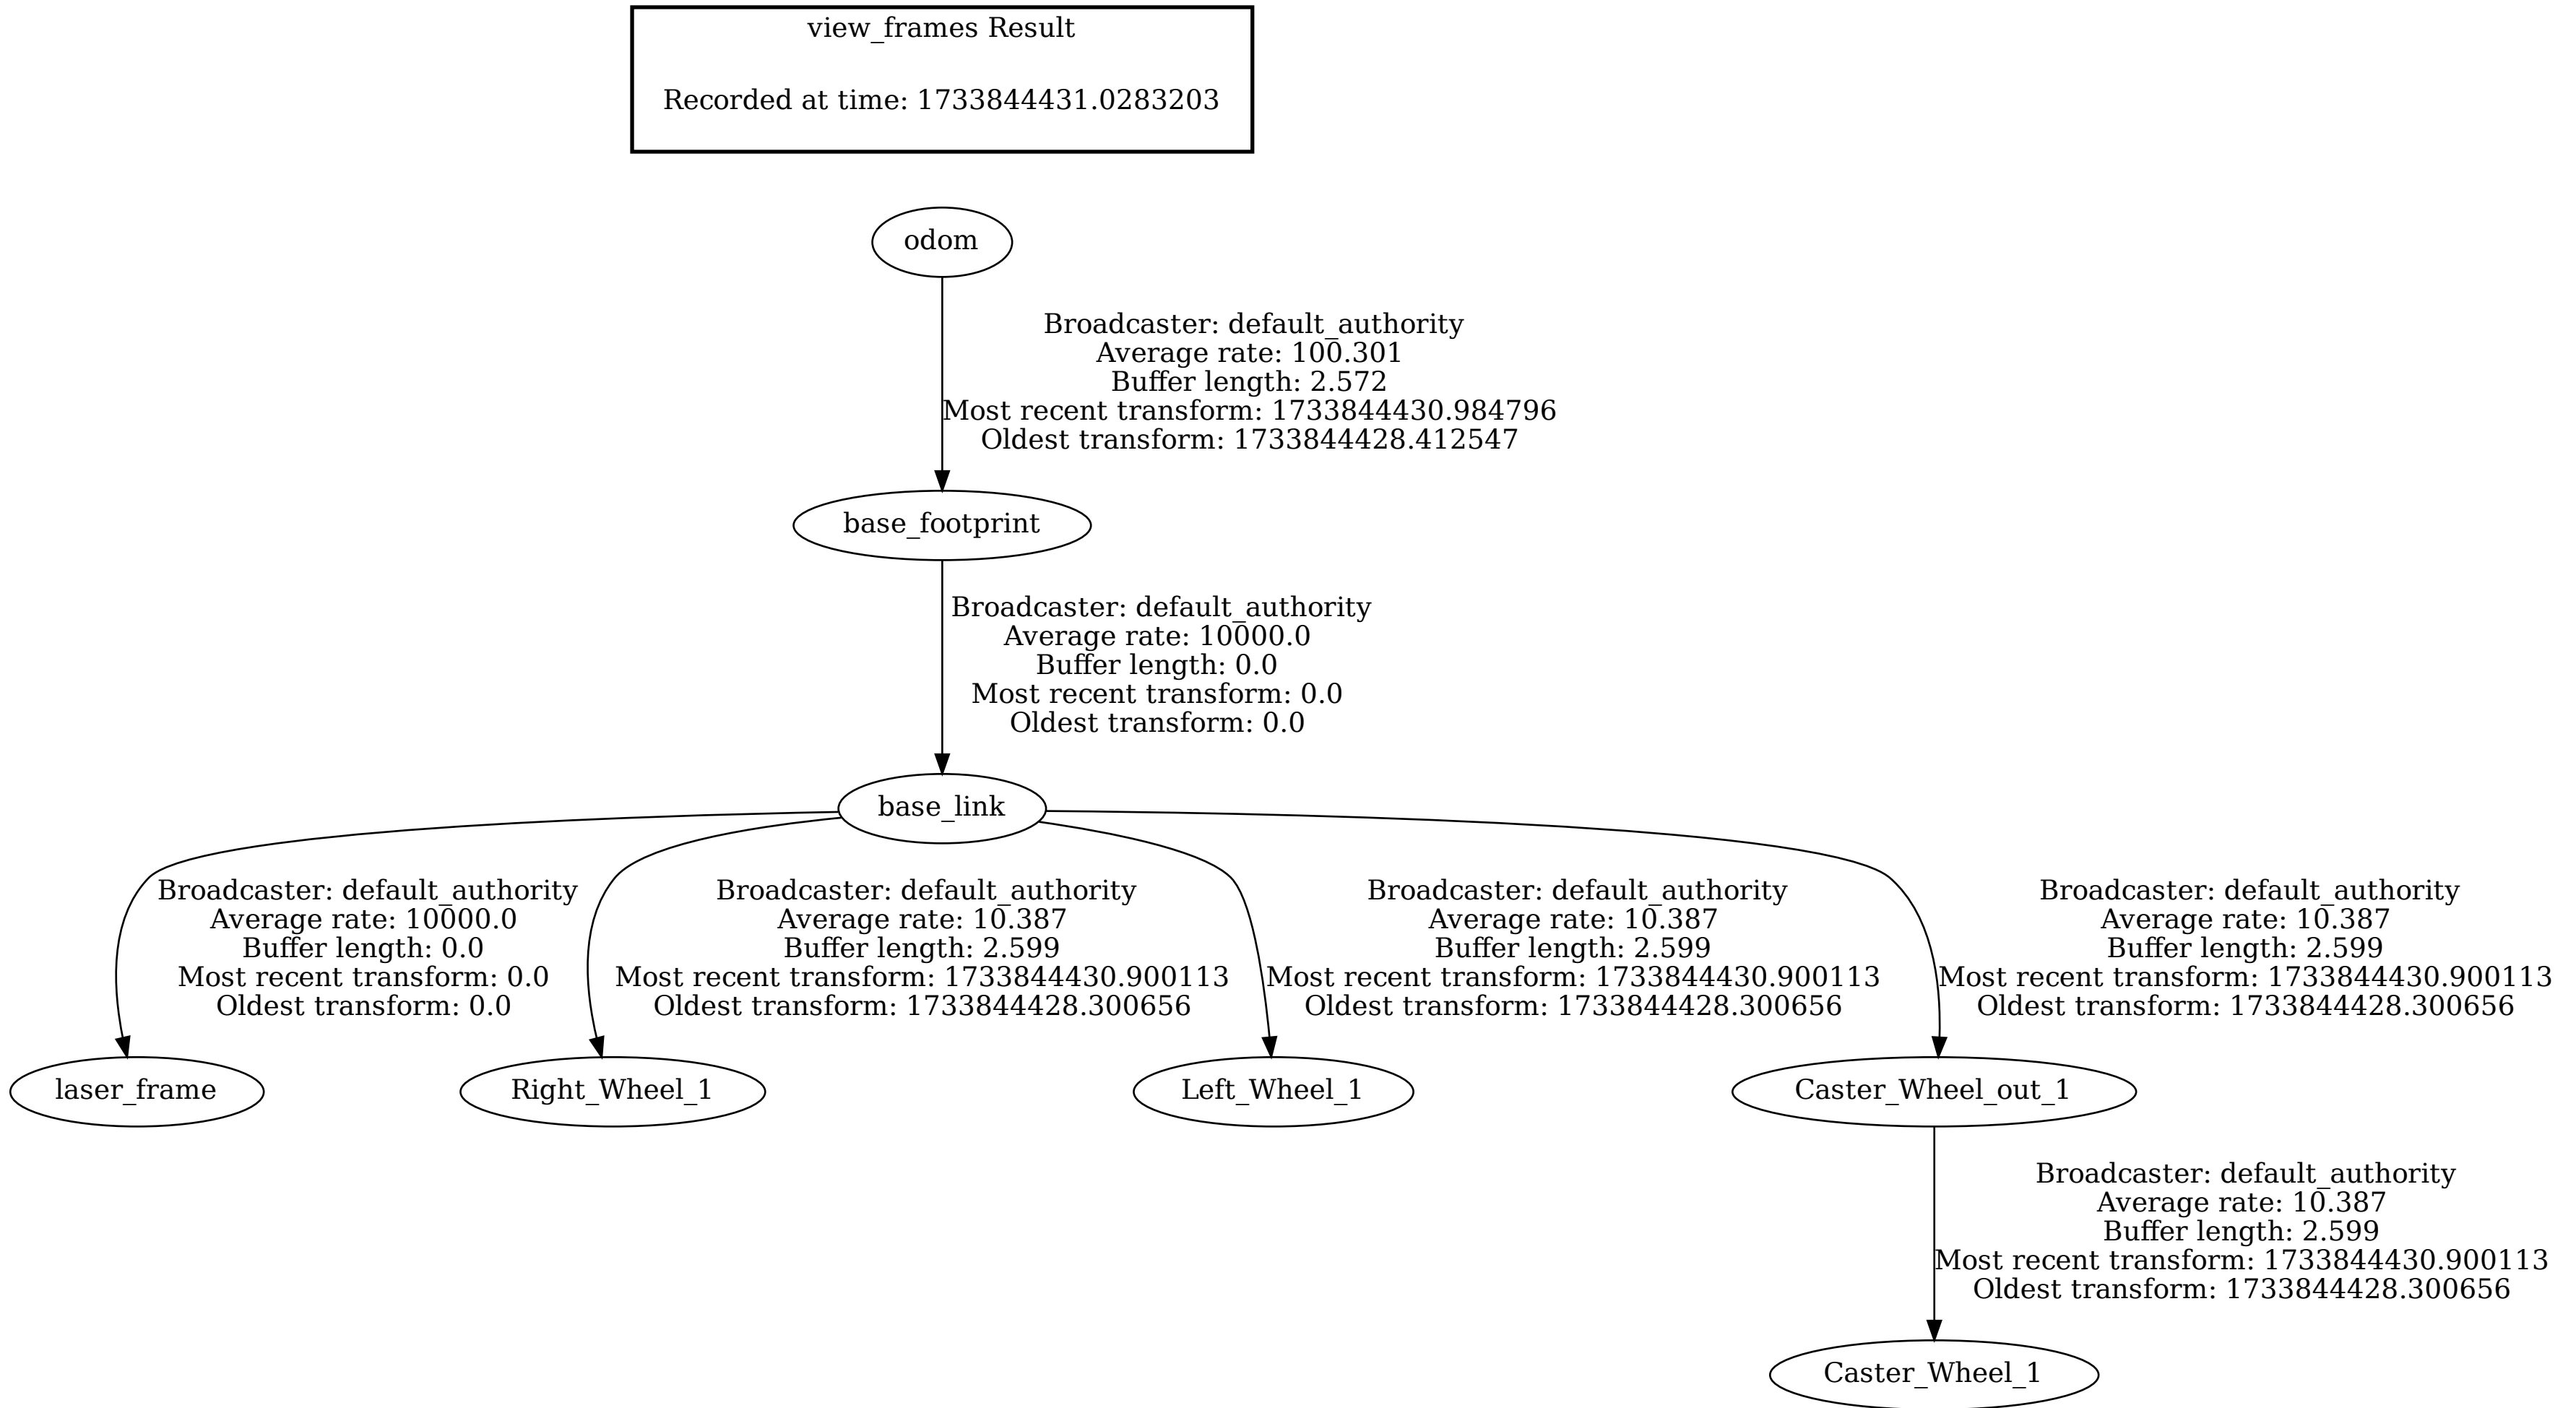 view_frames Result
Recorded at time: 1733844431.0283203
odom
Broadcaster: default_authority
Average rate: 100.301
Buffer length: 2.572
Most recent transform: 1733844430.984796
Oldest transform: 1733844428.412547
base_footprint
Broadcaster: default_authority
Average rate: 10000.0
Buffer length: 0.0
Most recent transform: 0.0
Oldest transform: 0.0
base_link
Broadcaster: default_authority
Average rate: 10000.0
Buffer length: 0.0
Most recent transform: 0.0
Oldest transform: 0.0
Broadcaster: default_authority
Average rate: 10.387
Buffer length: 2.599
Most recent transform: 1733844430.900113
Oldest transform: 1733844428.300656
Broadcaster: default_authority
Average rate: 10.387
Buffer length: 2.599
Most recent transform: 1733844430.900113
Oldest transform: 1733844428.300656
Broadcaster: default_authority
Average rate: 10.387
Buffer length: 2.599
Most recent transform: 1733844430.900113
Oldest transform: 1733844428.300656
laser_frame
Right_Wheel_1
Left_Wheel_1
Caster_Wheel_out_1
Broadcaster: default_authority
Average rate: 10.387
Buffer length: 2.599
Most recent transform: 1733844430.900113
Oldest transform: 1733844428.300656
Caster_Wheel_1